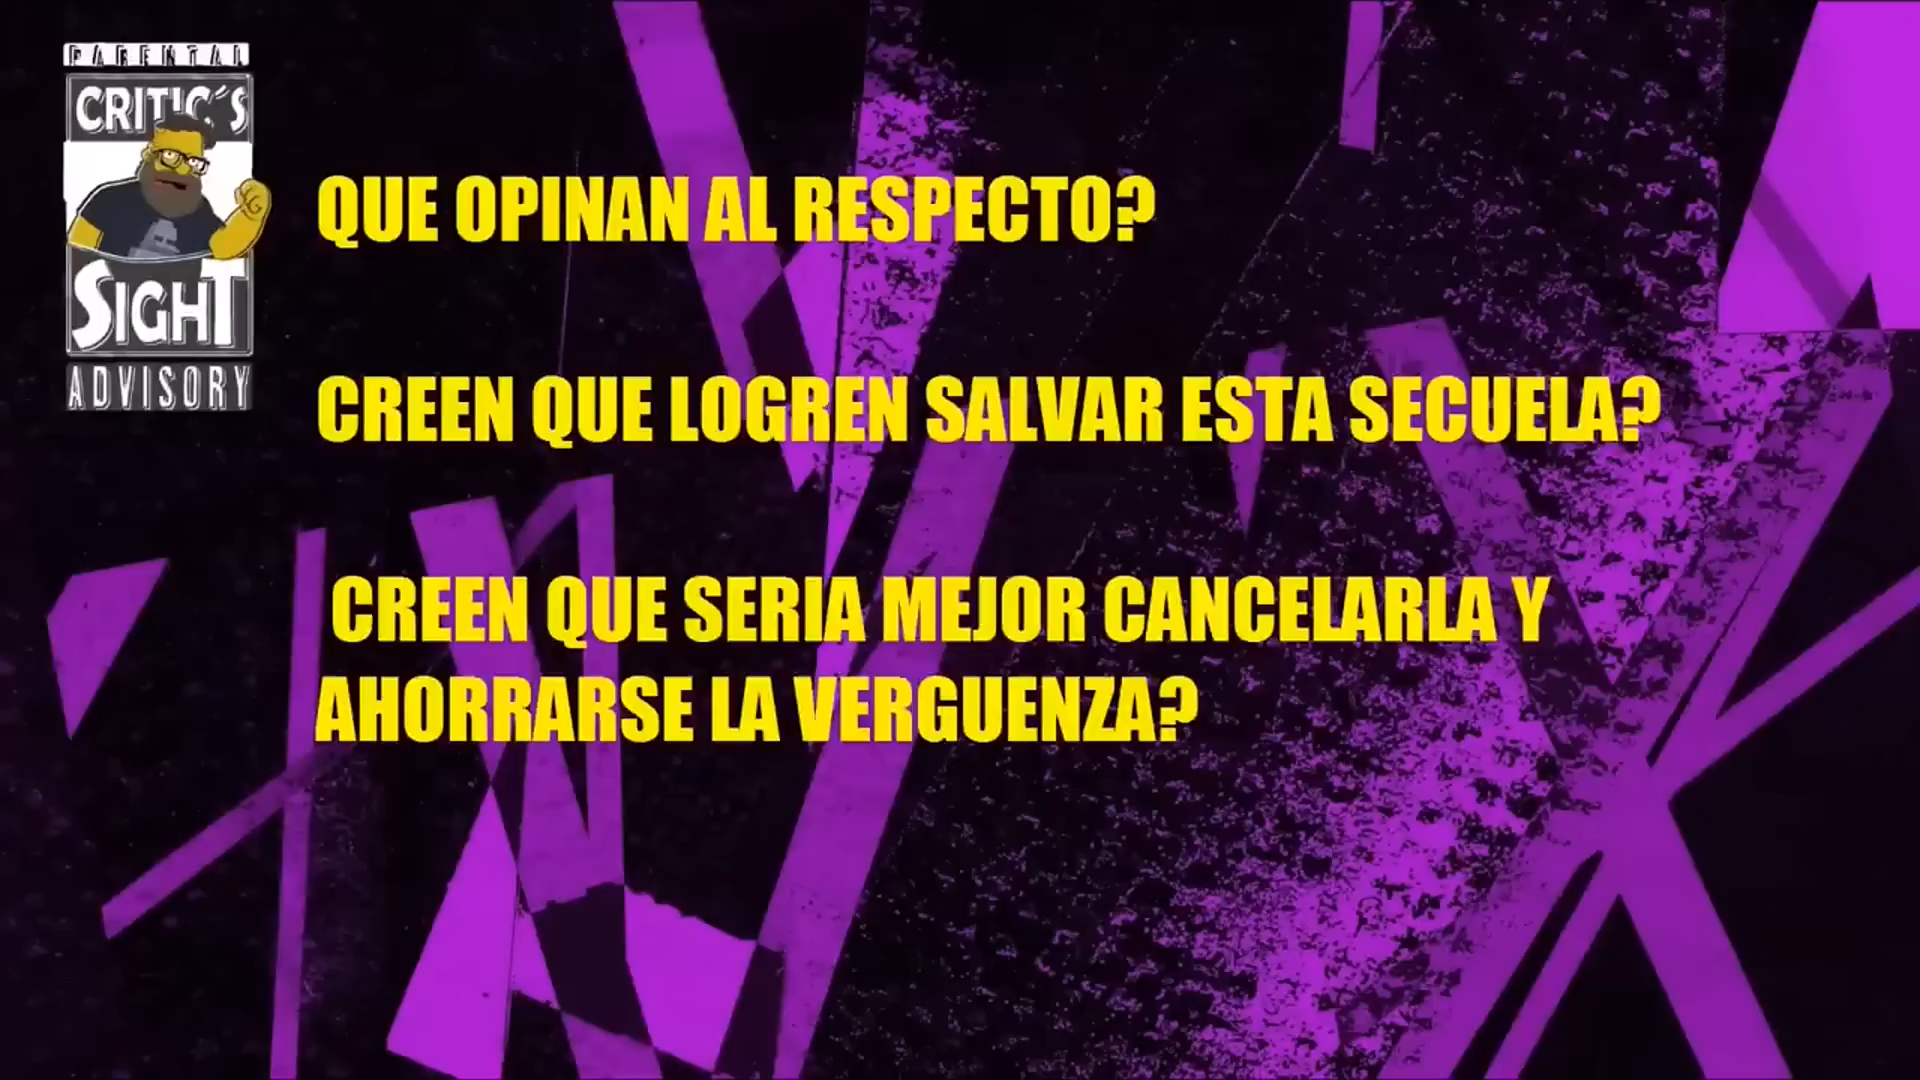 PARENTAL
CRITIC´S
SIGHT
ADVISORY
QUE OPINAN AL RESPECTO?
CREEN QUE LOGREN SALVAR ESTA SECUELA?
CREEN QUE SERIA MEJOR CANCELARLA Y
AHORRARSE LA VERGUENZA?